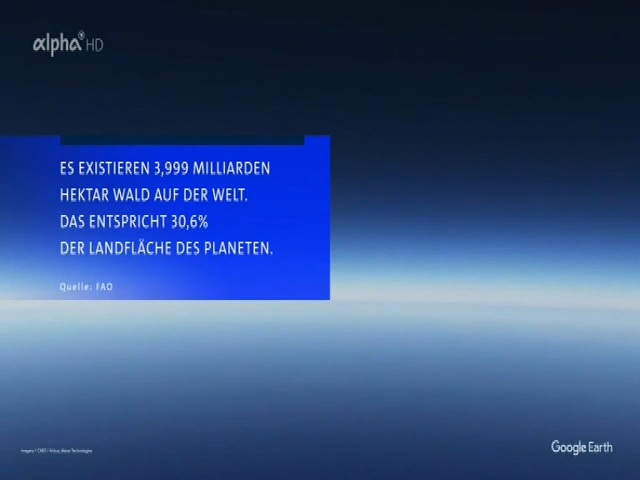 alpha HD
ES EXISTIEREN 3,999 MILLIARDEN
HEKTAR WALD AUF DER WELT.
DAS ENTSPRICHT 30,6%
DER LANDFLÄCHE DES PLANETEN.
Quelle: FAO
Google Earth